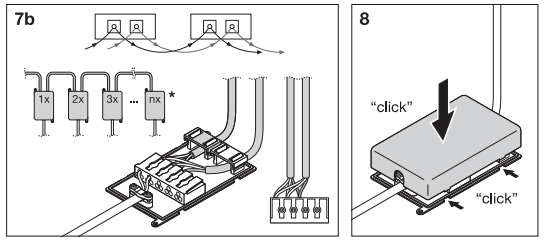 7b
1x 2x 3x ... nx *
8
“click”
“click”